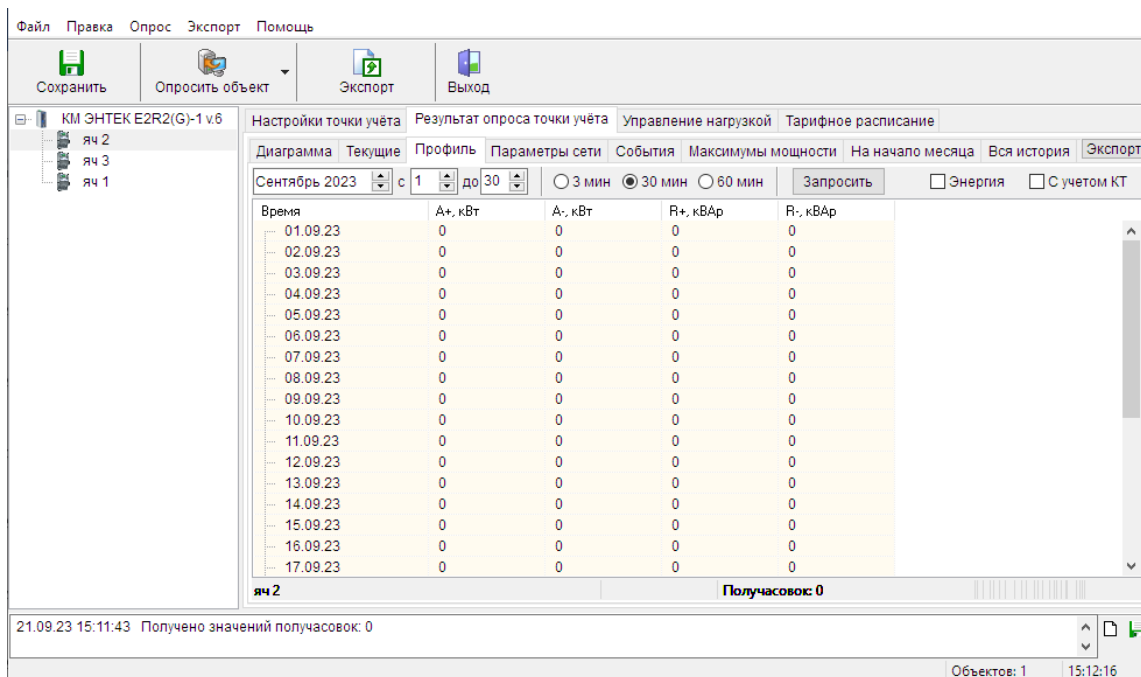 Файл Правка Опрос Экспорт Помощь
Сохранить Опросить объект Экспорт Выход
КМ ЭНТЕК E2R2(G)-1 v.6
яч 2
яч 3
яч 1
Настройки точки учёта Результат опроса точки учёта Управление нагрузкой Тарифное расписание
Диаграмма Текущие Профиль Параметры сети События Максимумы мощности На начало месяца Вся история Экспорт
Сентябрь 2023 с 1 до 30 3 мин 30 мин 60 мин Запросить Энергия С учетом КТ
Время A+, кВт A-, кВт R+, кВАр R-, кВАр
01.09.23 0 0 0 0
02.09.23 0 0 0 0
03.09.23 0 0 0 0
04.09.23 0 0 0 0
05.09.23 0 0 0 0
06.09.23 0 0 0 0
07.09.23 0 0 0 0
08.09.23 0 0 0 0
09.09.23 0 0 0 0
10.09.23 0 0 0 0
11.09.23 0 0 0 0
12.09.23 0 0 0 0
13.09.23 0 0 0 0
14.09.23 0 0 0 0
15.09.23 0 0 0 0
16.09.23 0 0 0 0
17.09.23 0 0 0 0
яч 2 Получасовок: 0
21.09.23 15:11:43 Получено значений получасовок: 0
Объектов: 1 15:12:16